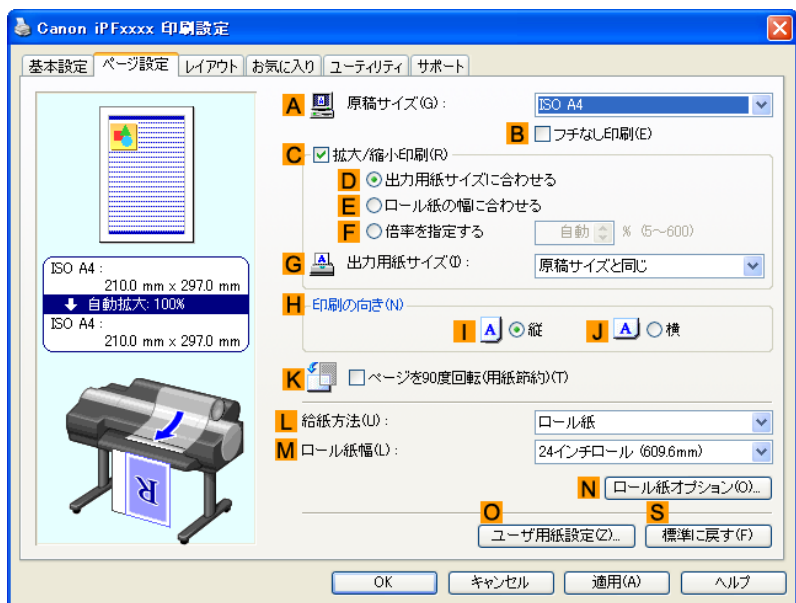 Canon iPFxxxx 印刷設定
基本設定 ページ設定 レイアウト お気に入り ユーティリティ サポート
A 原稿サイズ(G): ISO A4
B フチなし印刷(E)
C 拡大/縮小印刷(R)
D 出力用紙サイズに合わせる
E ロール紙の幅に合わせる
F 倍率を指定する 自動 % (5～600)
G 出力用紙サイズ(I): 原稿サイズと同じ
ISO A4 :
210.0 mm x 297.0 mm
自動拡大: 100%
ISO A4 :
210.0 mm x 297.0 mm
H 印刷の向き(N)
I A 縦 J A 横
K ページを90度回転(用紙節約)(T)
L 給紙方法(U): ロール紙
M ロール紙幅(L): 24インチロール (609.6mm)
R
N ロール紙オプション(O)...
O S
ユーザ用紙設定(Z)... 標準に戻す(F)
OK キャンセル 適用(A) ヘルプ